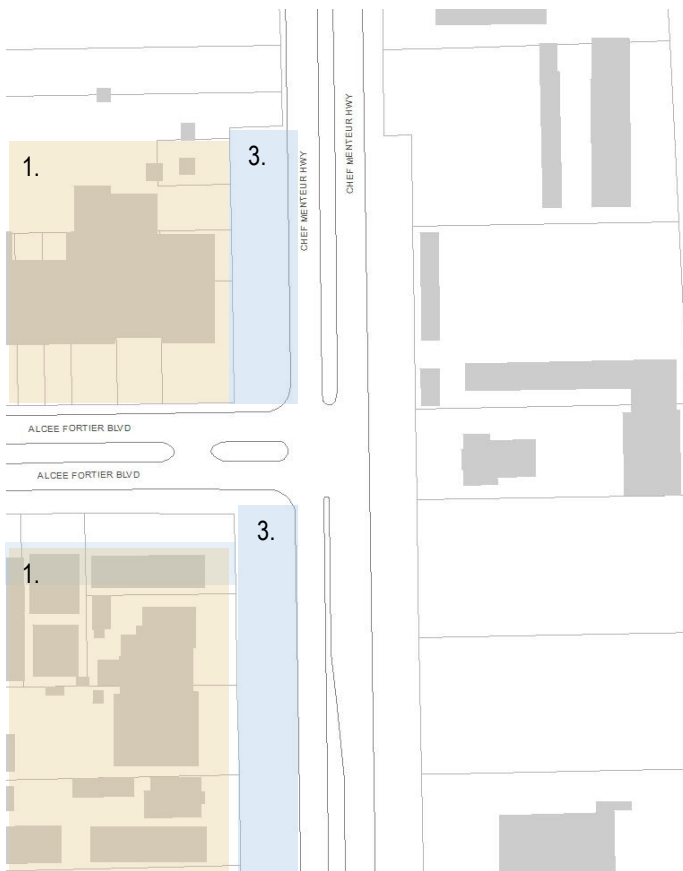 1.
3.
CHEF MENTEUR HWY
CHEF MENTEUR HWY
ALCEE FORTIER BLVD
ALCEE FORTIER BLVD
3.
1.